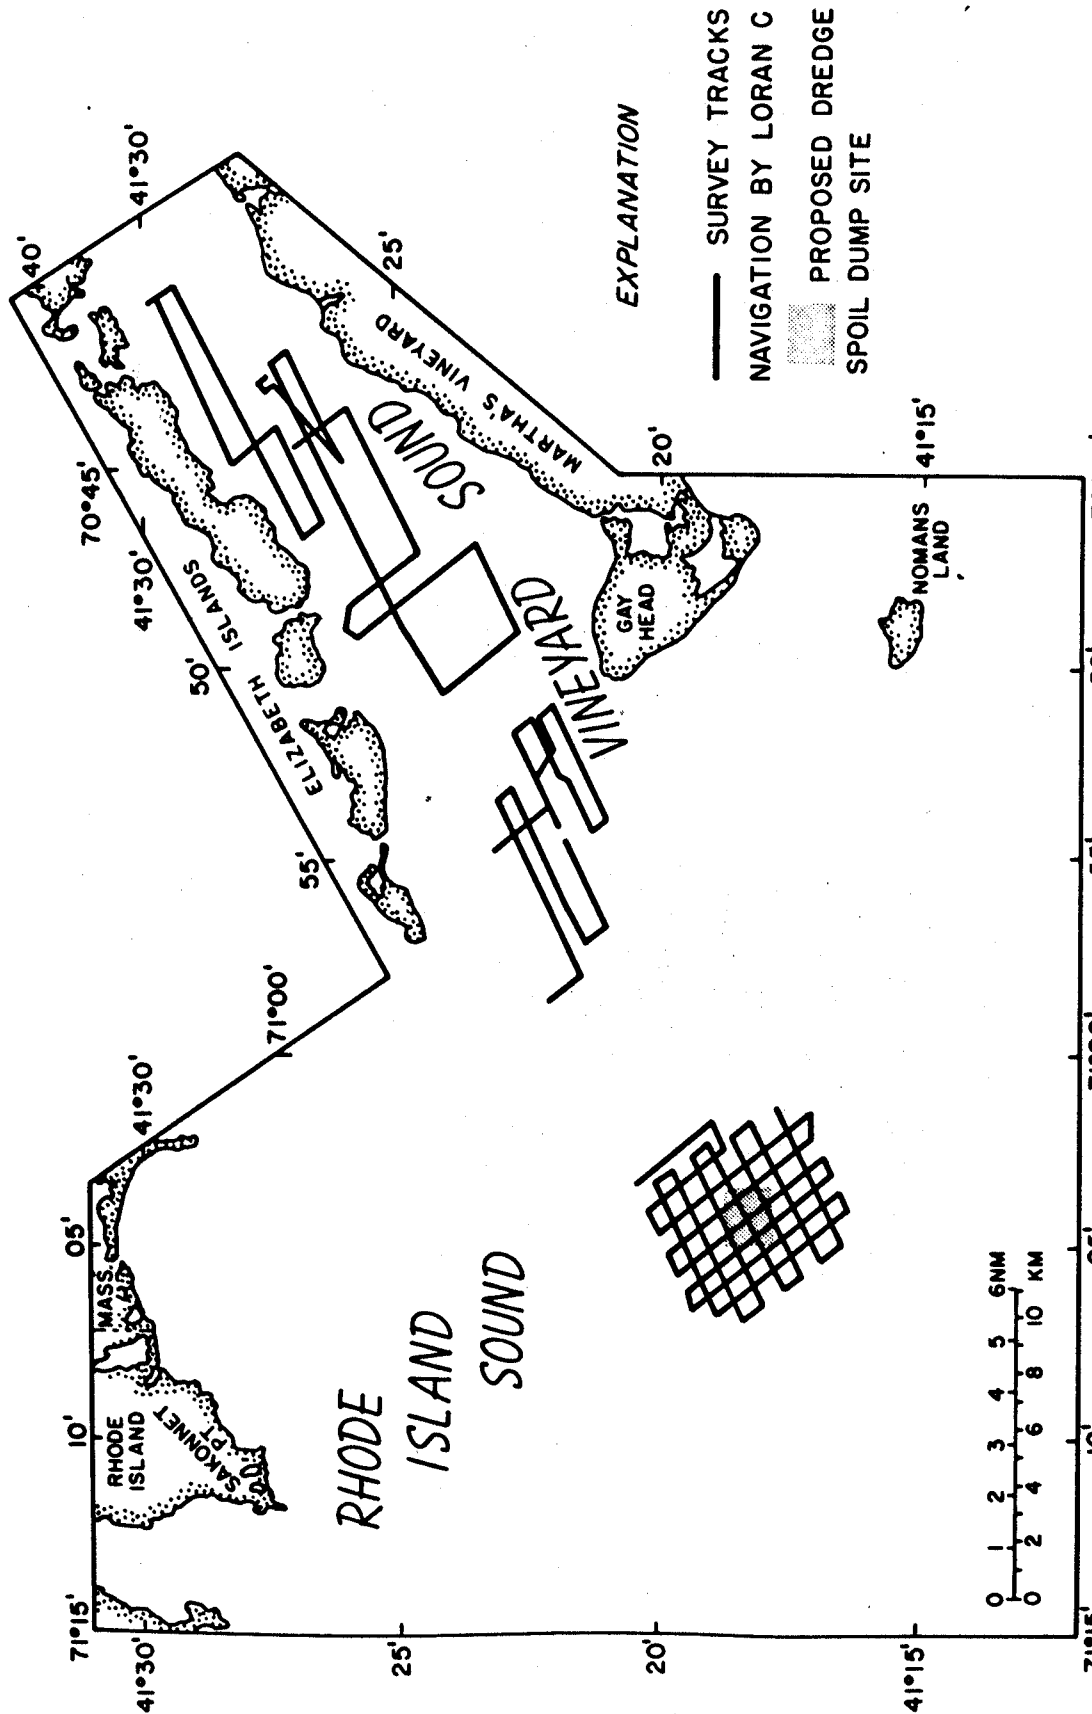 71°15'
10'
05'
41°30'
71°00'
55'
50'
41°30'
70°45'
40'
41°30'
25'
20'
41°15'
41°30'
25'
20'
41°15'
RHODE
ISLAND
MASS.
SAKONNET
PT
ELIZABETH ISLANDS
MARTHA'S VINEYARD
VINEYARD SOUND
GAY
HEAD
NOMANS
LAND
RHODE
ISLAND
SOUND
0 1 2 3 4 5 6NM
0 2 4 6 8 10 KM
EXPLANATION
SURVEY TRACKS
NAVIGATION BY LORAN C
PROPOSED DREDGE
SPOIL DUMP SITE